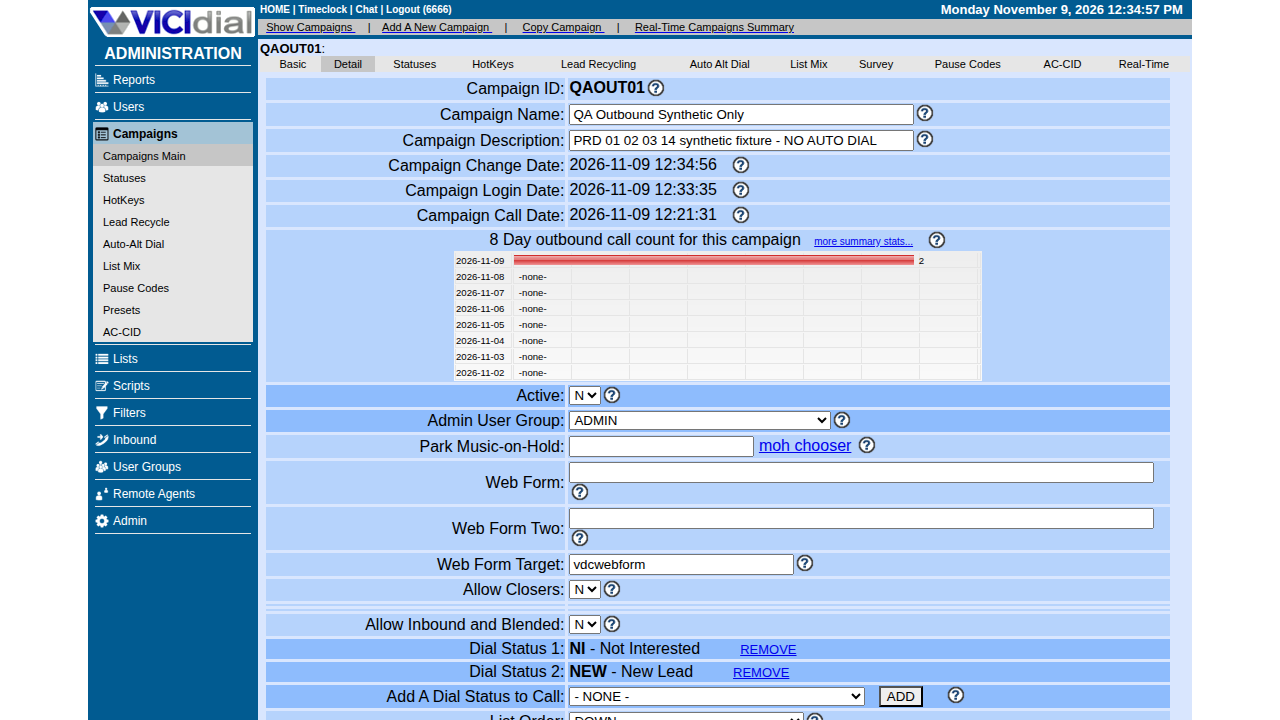 VICIdial
HOME | Timeclock | Chat | Logout (6666)
Monday November 9, 2026 12:34:57 PM
Show Campaigns | Add A New Campaign | Copy Campaign | Real-Time Campaigns Summary
ADMINISTRATION
Reports
Users
Campaigns
Campaigns Main
Statuses
HotKeys
Lead Recycle
Auto-Alt Dial
List Mix
Pause Codes
Presets
AC-CID
Lists
Scripts
Filters
Inbound
User Groups
Remote Agents
Admin
QAOUT01:
Basic Detail Statuses HotKeys Lead Recycling Auto Alt Dial List Mix Survey Pause Codes AC-CID Real-Time
Campaign ID: QAOUT01
Campaign Name: QA Outbound Synthetic Only
Campaign Description: PRD 01 02 03 14 synthetic fixture - NO AUTO DIAL
Campaign Change Date: 2026-11-09 12:34:56
Campaign Login Date: 2026-11-09 12:33:35
Campaign Call Date: 2026-11-09 12:21:31
8 Day outbound call count for this campaign more summary stats...
2026-11-09 2
2026-11-08 -none-
2026-11-07 -none-
2026-11-06 -none-
2026-11-05 -none-
2026-11-04 -none-
2026-11-03 -none-
2026-11-02 -none-
Active: N
Admin User Group: ADMIN
Park Music-on-Hold: moh chooser
Web Form:
Web Form Two:
Web Form Target: vdcwebform
Allow Closers: N
Allow Inbound and Blended: N
Dial Status 1: NI - Not Interested REMOVE
Dial Status 2: NEW - New Lead REMOVE
Add A Dial Status to Call: - NONE - ADD
List Order: DOWN